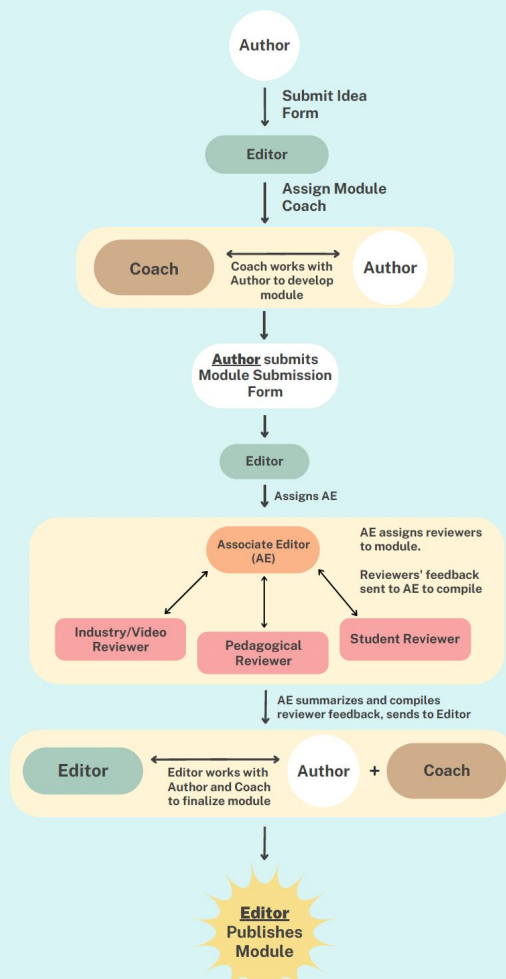 Author
Submit Idea
Form
Editor
Assign Module
Coach
Coach
Coach works with
Author to develop
module
Author
Author submits
Module Submission
Form
Editor
Assigns AE
Associate Editor
(AE)
AE assigns reviewers
to module.
Reviewers' feedback
sent to AE to compile
Industry/Video
Reviewer
Pedagogical
Reviewer
Student Reviewer
AE summarizes and compiles
reviewer feedback, sends to Editor
Editor
Editor works with
Author and Coach
to finalize module
Author
+
Coach
Editor
Publishes
Module